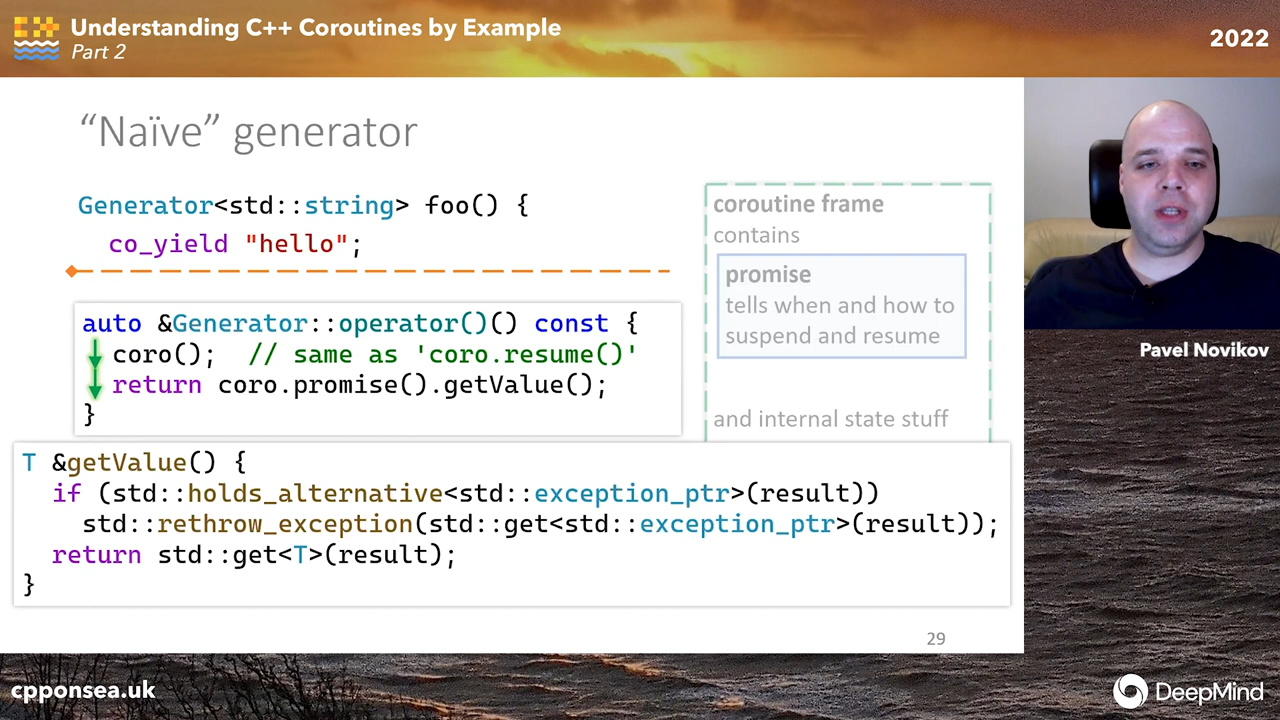 Understanding C++ Coroutines by Example
Part 2
2022
“Naïve” generator
Generator<std::string> foo() {
co_yield "hello";
auto &Generator::operator()() const {
coro();  // same as 'coro.resume()'
return coro.promise().getValue();
}
coroutine frame
contains
promise
tells when and how to
suspend and resume
and internal state stuff
T &getValue() {
if (std::holds_alternative<std::exception_ptr>(result))
std::rethrow_exception(std::get<std::exception_ptr>(result));
return std::get<T>(result);
}
29
Pavel Novikov
cpponsea.uk
DeepMind